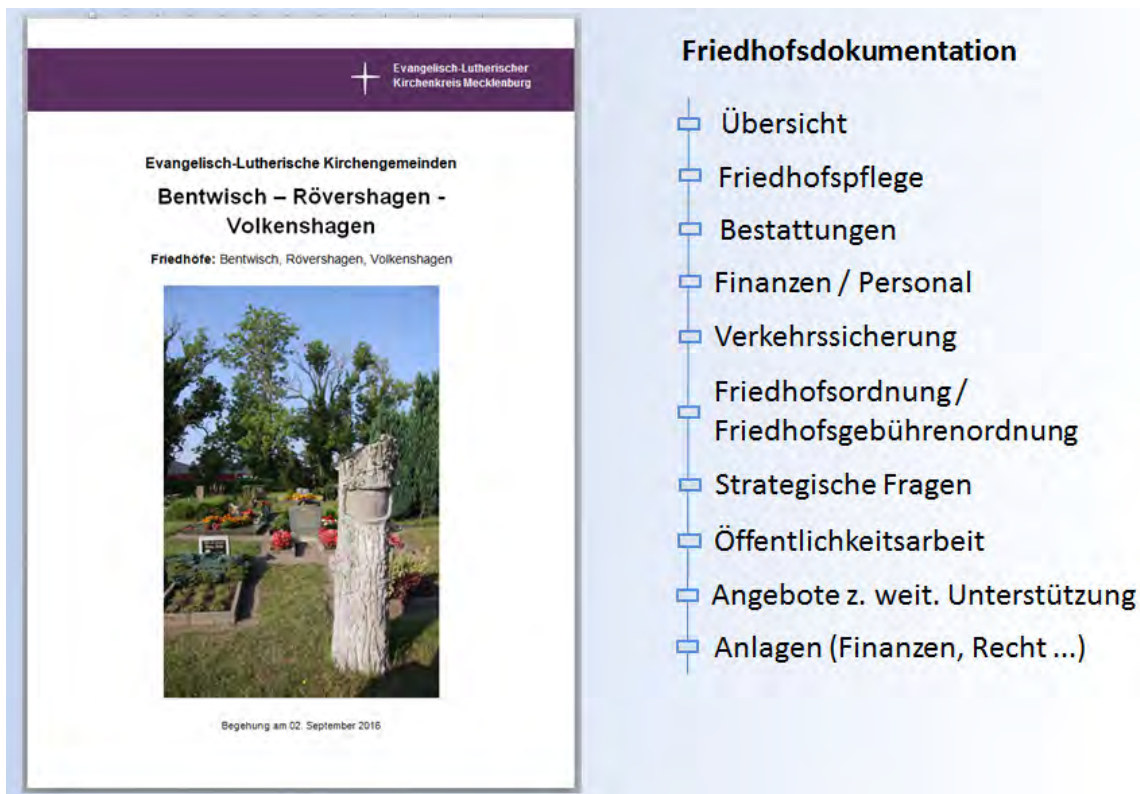 Evangelisch-Lutherischer
Kirchenkreis Mecklenburg
Evangelisch-Lutherische Kirchengemeinden
Bentwisch – Rövershagen -
Volkenshagen
Friedhöfe: Bentwisch, Rövershagen, Volkenshagen
Begehung am 02. September 2016
Friedhofsdokumentation
Übersicht
Friedhofspflege
Bestattungen
Finanzen / Personal
Verkehrssicherung
Friedhofsordnung /
Friedhofsgebührenordnung
Strategische Fragen
Öffentlichkeitsarbeit
Angebote z. weit. Unterstützung
Anlagen (Finanzen, Recht ...)